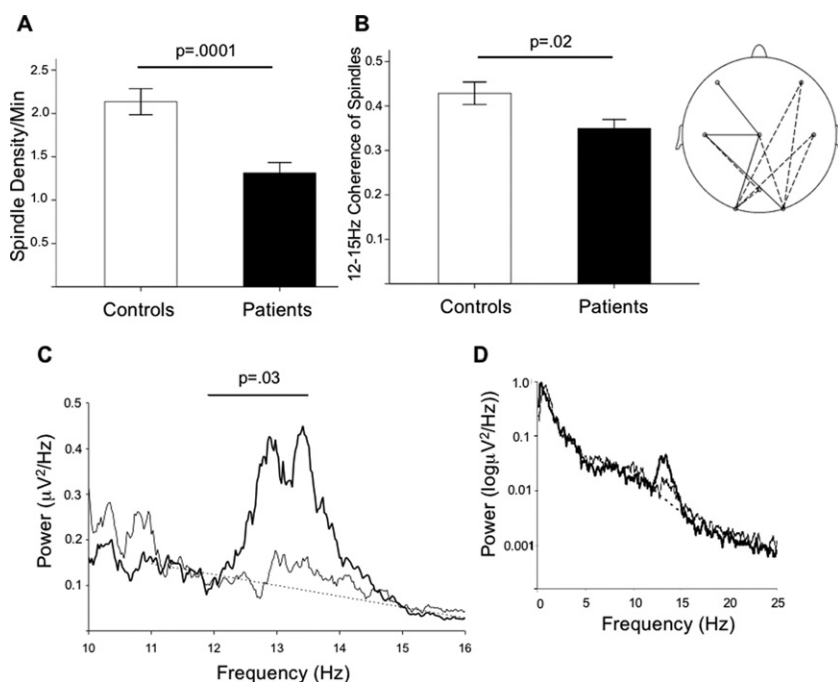 A
p=.0001
Spindle Density/Min
2.5
2.0
1.5
1.0
0.5
Controls
Patients
B
p=.02
12-15Hz Coherence of Spindles
0.4
0.3
0.2
0.1
Controls
Patients
C
p=.03
Power (μV²/Hz)
0.5
0.4
0.3
0.2
0.1
10
11
12
13
14
15
16
Frequency (Hz)
D
Power (logμV²/Hz))
1.0
0.1
0.01
0.001
0
5
10
15
20
25
Frequency (Hz)